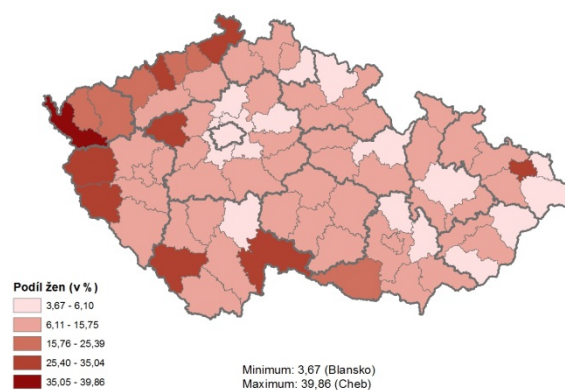 Podíl žen (v %)
3,67 - 6,10
6,11 - 15,75
15,76 - 25,39
25,40 - 35,04
35,05 - 39,86
Minimum: 3,67 (Blansko)
Maximum: 39,86 (Cheb)